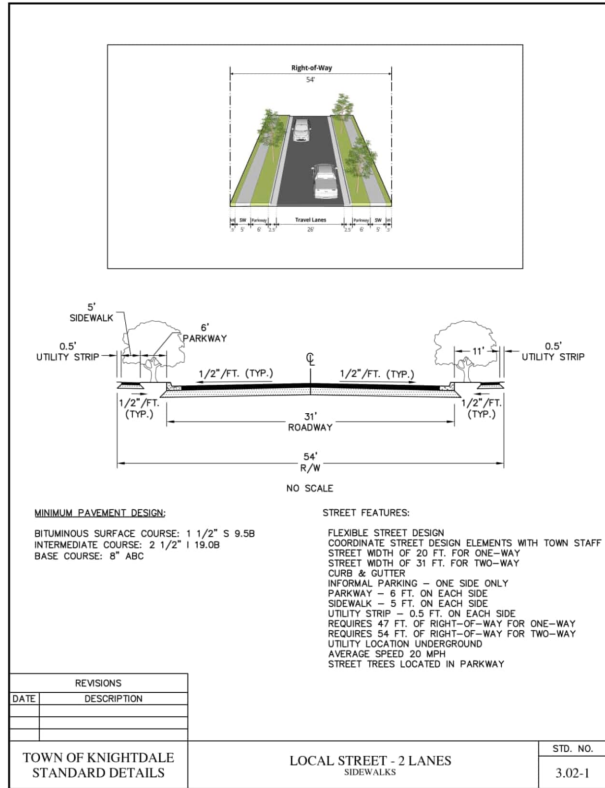 Right-of-Way
54'
SW Parkway Travel Lanes Parkway SW
5' 6' 2.5' 26' 2.5' 6' 5'
5'
SIDEWALK
6'
PARKWAY
0.5'
UTILITY STRIP
11'
0.5'
UTILITY STRIP
1/2"/FT. (TYP.)
1/2"/FT. (TYP.)
1/2"/FT.
(TYP.)
1/2"/FT.
(TYP.)
31'
ROADWAY
54'
R/W
NO SCALE
MINIMUM PAVEMENT DESIGN:
BITUMINOUS SURFACE COURSE: 1 1/2" S 9.5B
INTERMEDIATE COURSE: 2 1/2" I 19.0B
BASE COURSE: 8" ABC
STREET FEATURES:
FLEXIBLE STREET DESIGN
COORDINATE STREET DESIGN ELEMENTS WITH TOWN STAFF
STREET WIDTH OF 20 FT. FOR ONE-WAY
STREET WIDTH OF 31 FT. FOR TWO-WAY
CURB & GUTTER
INFORMAL PARKING - ONE SIDE ONLY
PARKWAY - 6 FT. ON EACH SIDE
SIDEWALK - 5 FT. ON EACH SIDE
UTILITY STRIP - 0.5 FT. ON EACH SIDE
REQUIRES 47 FT. OF RIGHT-OF-WAY FOR ONE-WAY
REQUIRES 54 FT. OF RIGHT-OF-WAY FOR TWO-WAY
UTILITY LOCATION UNDERGROUND
AVERAGE SPEED 20 MPH
STREET TREES LOCATED IN PARKWAY
REVISIONS
DATE DESCRIPTION
TOWN OF KNIGHTDALE
STANDARD DETAILS
LOCAL STREET - 2 LANES
SIDEWALKS
STD. NO.
3.02-1